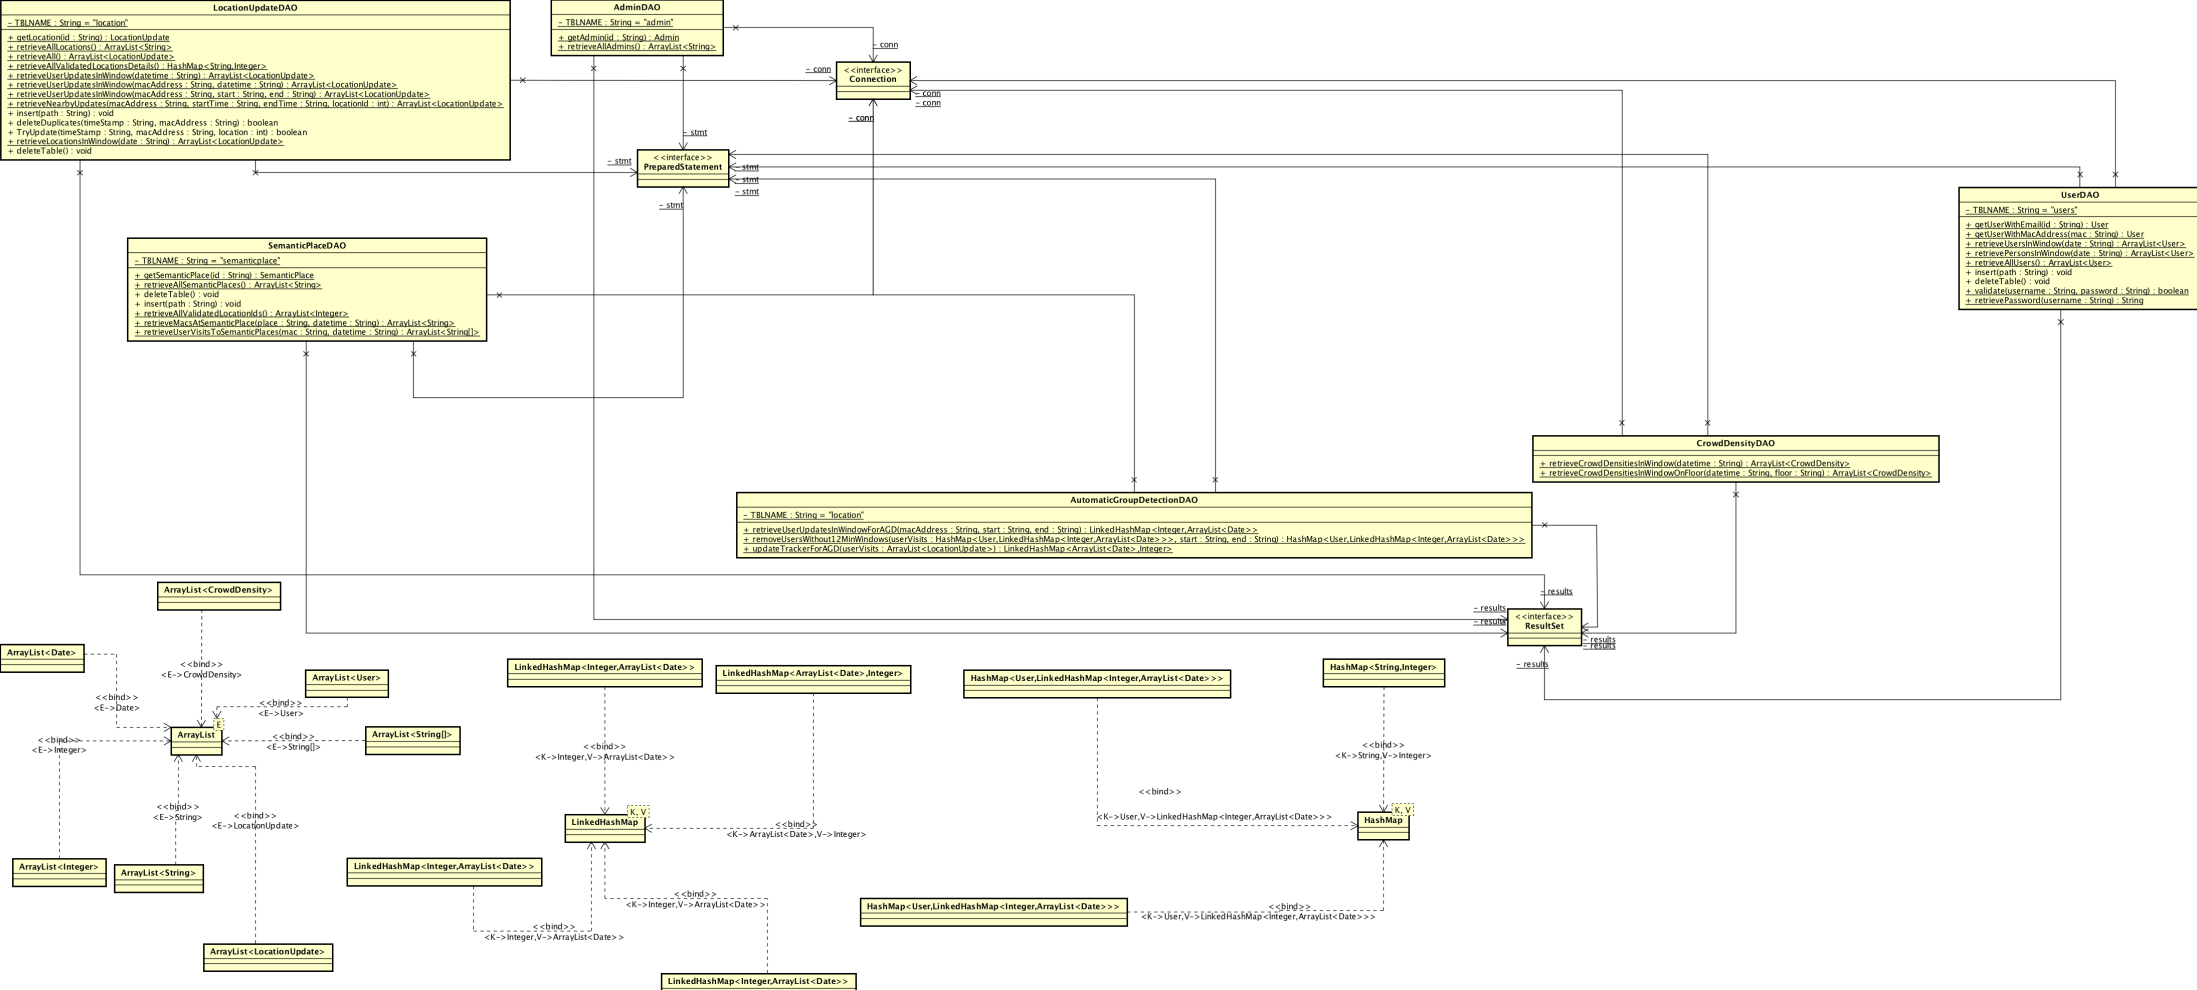 LocationUpdateDAO
- TBLNAME : String = "location"
+ getLocation(id : String) : LocationUpdate
+ retrieveAllLocations() : ArrayList<String>
+ retrieveAll() : ArrayList<LocationUpdate>
+ retrieveAllValidatedLocationsDetails() : HashMap<String,Integer>
+ retrieveUserUpdatesInWindow(datetime : String) : ArrayList<LocationUpdate>
+ retrieveUserUpdatesInWindow(macAddress : String, datetime : String) : ArrayList<LocationUpdate>
+ retrieveUserUpdatesInWindow(macAddress : String, start : String, end : String) : ArrayList<LocationUpdate>
+ retrieveNearbyUpdates(macAddress : String, startTime : String, endTime : String, locationId : int) : ArrayList<LocationUpdate>
+ insert(path : String) : void
+ deleteDuplicates(timeStamp : String, macAddress : String) : boolean
+ TryUpdate(timeStamp : String, macAddress : String, location : int) : boolean
+ retrieveLocationsInWindow(date : String) : ArrayList<LocationUpdate>
+ deleteTable() : void
AdminDAO
- TBLNAME : String = "admin"
+ getAdmin(id : String) : Admin
+ retrieveAllAdmins() : ArrayList<String>
- conn
- conn
<<interface>>
Connection
- conn
- conn
- conn
- stmt
- stmt
<<interface>>
PreparedStatement
- stmt
- stmt
- stmt
- stmt
UserDAO
- TBLNAME : String = "users"
+ getUserWithEmail(id : String) : User
+ getUserWithMacAddress(mac : String) : User
+ retrieveUsersInWindow(date : String) : ArrayList<User>
+ retrievePersonsInWindow(date : String) : ArrayList<User>
+ retrieveAllUsers() : ArrayList<User>
+ insert(path : String) : void
+ deleteTable() : void
+ validate(username : String, password : String) : boolean
+ retrievePassword(username : String) : String
SemanticPlaceDAO
- TBLNAME : String = "semanticplace"
+ getSemanticPlace(id : String) : SemanticPlace
+ retrieveAllSemanticPlaces() : ArrayList<String>
+ deleteTable() : void
+ insert(path : String) : void
+ retrieveAllValidatedLocationIds() : ArrayList<Integer>
+ retrieveMacsAtSemanticPlace(place : String, datetime : String) : ArrayList<String>
+ retrieveUserVisitsToSemanticPlaces(mac : String, datetime : String) : ArrayList<String[]>
CrowdDensityDAO
+ retrieveCrowdDensitiesInWindow(datetime : String) : ArrayList<CrowdDensity>
+ retrieveCrowdDensitiesInWindowOnFloor(datetime : String, floor : String) : ArrayList<CrowdDensity>
AutomaticGroupDetectionDAO
- TBLNAME : String = "location"
+ retrieveUserUpdatesInWindowForAGD(macAddress : String, start : String, end : String) : LinkedHashMap<Integer,ArrayList<Date>>
+ removeUsersWithout12MinWindows(userVisits : HashMap<User,LinkedHashMap<Integer,ArrayList<Date>>>, start : String, end : String) : HashMap<User,LinkedHashMap<Integer,ArrayList<Date>>>
+ updateTrackerForAGD(userVisits : ArrayList<LocationUpdate>) : LinkedHashMap<ArrayList<Date>,Integer>
- results
- results
- results
<<interface>>
ResultSet
- results
- results
- results
ArrayList<CrowdDensity>
ArrayList<Date>
<<bind>>
<E->CrowdDensity>
ArrayList<User>
<<bind>>
<E->Date>
<<bind>>
<E->User>
E
ArrayList
<<bind>>
<E->Integer>
<<bind>>
<E->String[]>
ArrayList<String[]>
<<bind>>
<E->String>
<<bind>>
<E->LocationUpdate>
ArrayList<Integer>
ArrayList<String>
ArrayList<LocationUpdate>
LinkedHashMap<Integer,ArrayList<Date>>
LinkedHashMap<ArrayList<Date>,Integer>
<<bind>>
<K->Integer,V->ArrayList<Date>>
K, V
LinkedHashMap
<<bind>>
<K->ArrayList<Date>,V->Integer>
LinkedHashMap<Integer,ArrayList<Date>>
<<bind>>
<K->Integer,V->ArrayList<Date>>
<<bind>>
<K->Integer,V->ArrayList<Date>>
LinkedHashMap<Integer,ArrayList<Date>>
HashMap<User,LinkedHashMap<Integer,ArrayList<Date>>>
HashMap<String,Integer>
<<bind>>
<K->String,V->Integer>
<<bind>>
<K->User,V->LinkedHashMap<Integer,ArrayList<Date>>>
K, V
HashMap
HashMap<User,LinkedHashMap<Integer,ArrayList<Date>>>
<<bind>>
<K->User,V->LinkedHashMap<Integer,ArrayList<Date>>>